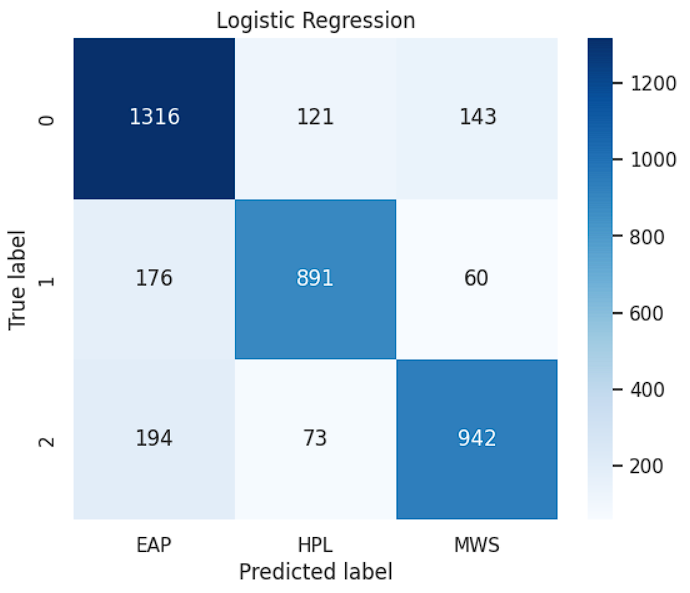 Logistic Regression
0 1316 121 143
1 176 891 60
2 194 73 942
EAP HPL MWS
Predicted label
True label
1200
1000
800
600
400
200